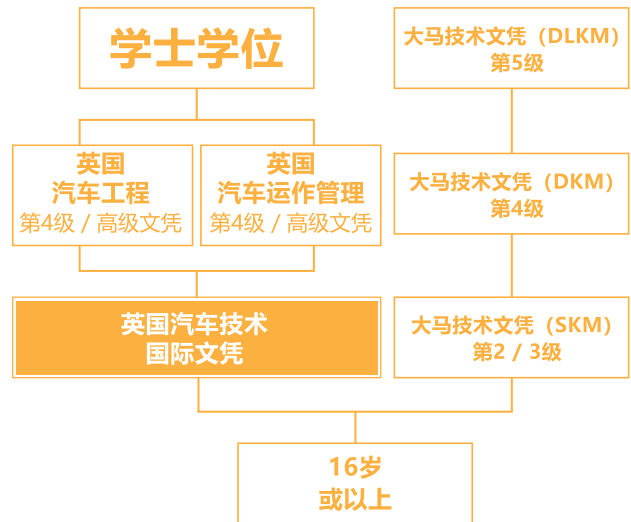 学士学位
大马技术文凭（DLKM）
第5级
英国
汽车工程
第4级 / 高级文凭
英国
汽车运作管理
第4级 / 高级文凭
大马技术文凭（DKM）
第4级
英国汽车技术
国际文凭
大马技术文凭（SKM）
第2 / 3级
16岁
或以上